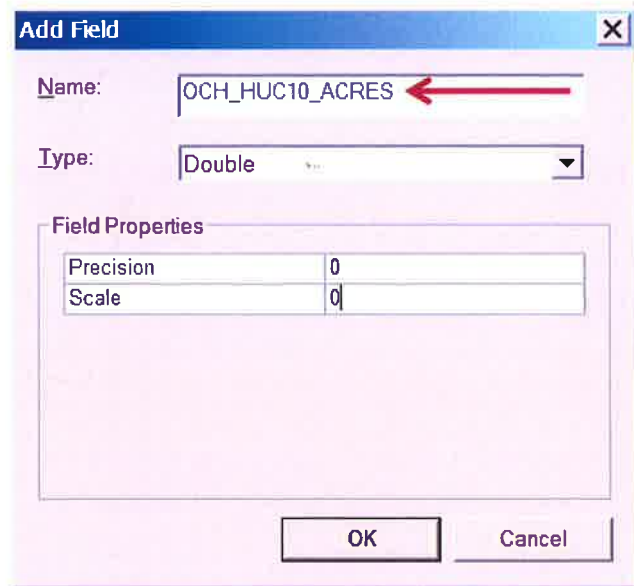 Add Field
Name: OCH_HUC10_ACRES
Type: Double
Field Properties
Precision 0
Scale 0
OK Cancel